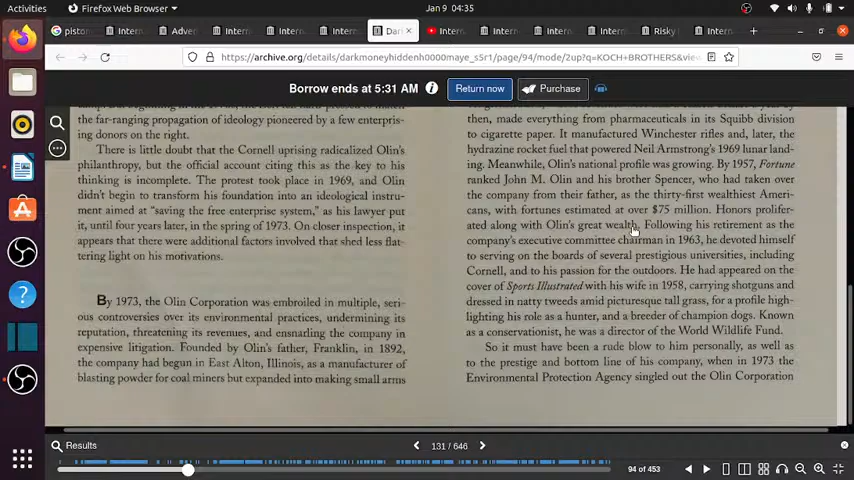 Activities
Firefox Web Browser
Jan 9 04:35
pistor
Intern
Adver
Intern
Intern
Intern
Dar
Intern
Intern
Intern
Intern
Risky
Intern
https://archive.org/details/darkmoneyhiddenh0000maye_s5r1/page/94/mode/2up?q=KOCH+BROTHERS&view
Borrow ends at 5:31 AM
Return now
Purchase
the far-ranging propagation of ideology pioneered by a few enterpris-
ing donors on the right.
There is little doubt that the Cornell uprising radicalized Olin's
philanthropy, but the official account citing this as the key to his
thinking is incomplete. The protest took place in 1969, and Olin
didn't begin to transform his foundation into an ideological instru-
ment aimed at "saving the free enterprise system," as his lawyer put
it, until four years later, in the spring of 1973. On closer inspection, it
appears that there were additional factors involved that shed less flat-
tering light on his motivations.
By 1973, the Olin Corporation was embroiled in multiple, seri-
ous controversies over its environmental practices, undermining its
reputation, threatening its revenues, and ensnarling the company in
expensive litigation. Founded by Olin's father, Franklin, in 1892,
the company had begun in East Alton, Illinois, as a manufacturer of
blasting powder for coal miners but expanded into making small arms
then, made everything from pharmaceuticals in its Squibb division
to cigarette paper. It manufactured Winchester rifles and, later, the
hydrazine rocket fuel that powered Neil Armstrong's 1969 lunar land-
ing. Meanwhile, Olin's national profile was growing. By 1957, Fortune
ranked John M. Olin and his brother Spencer, who had taken over
the company from their father, as the thirty-first wealthiest Ameri-
cans, with fortunes estimated at over $75 million. Honors prolifer-
ated along with Olin's great wealth. Following his retirement as the
company's executive committee chairman in 1963, he devoted himself
to serving on the boards of several prestigious universities, including
Cornell, and to his passion for the outdoors. He had appeared on the
cover of Sports Illustrated with his wife in 1958, carrying shotguns and
dressed in natty tweeds amid picturesque tall grass, for a profile high-
lighting his role as a hunter, and a breeder of champion dogs. Known
as a conservationist, he was a director of the World Wildlife Fund.
So it must have been a rude blow to him personally, as well as
to the prestige and bottom line of his company, when in 1973 the
Environmental Protection Agency singled out the Olin Corporation
Results
131 / 646
94 of 453